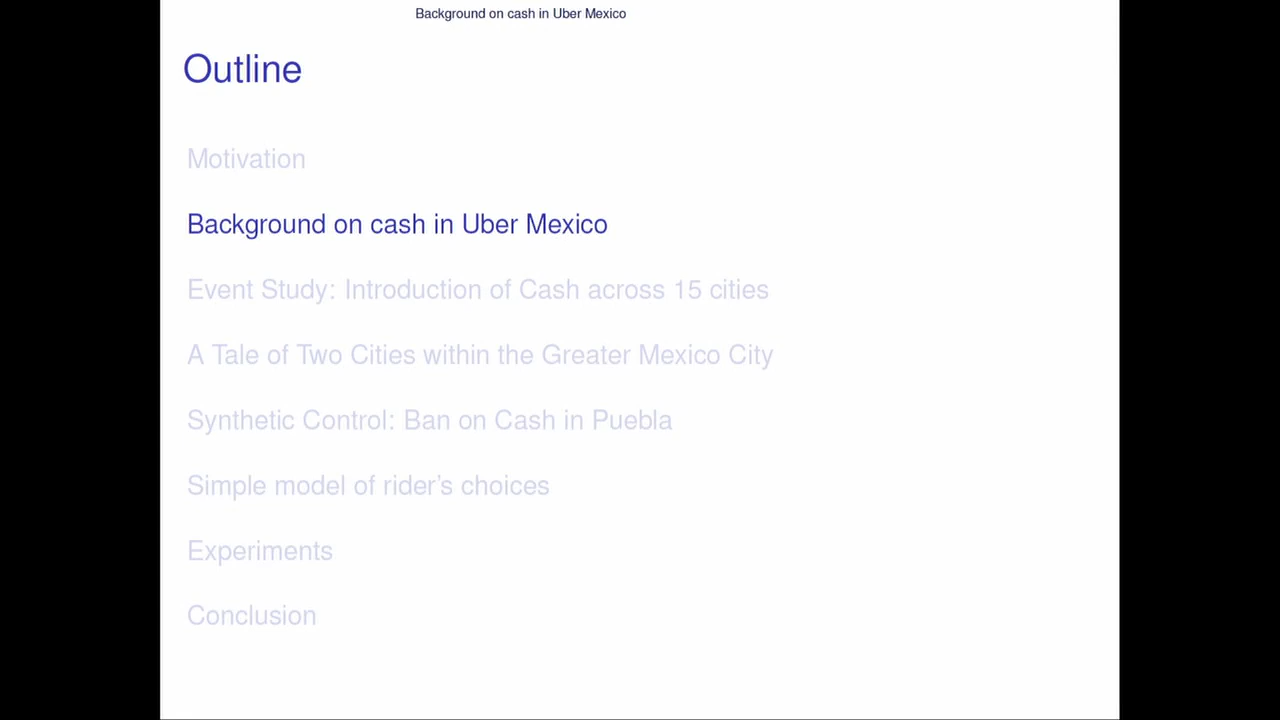 Background on cash in Uber Mexico
Outline
Motivation
Background on cash in Uber Mexico
Event Study: Introduction of Cash across 15 cities
A Tale of Two Cities within the Greater Mexico City
Synthetic Control: Ban on Cash in Puebla
Simple model of rider’s choices
Experiments
Conclusion